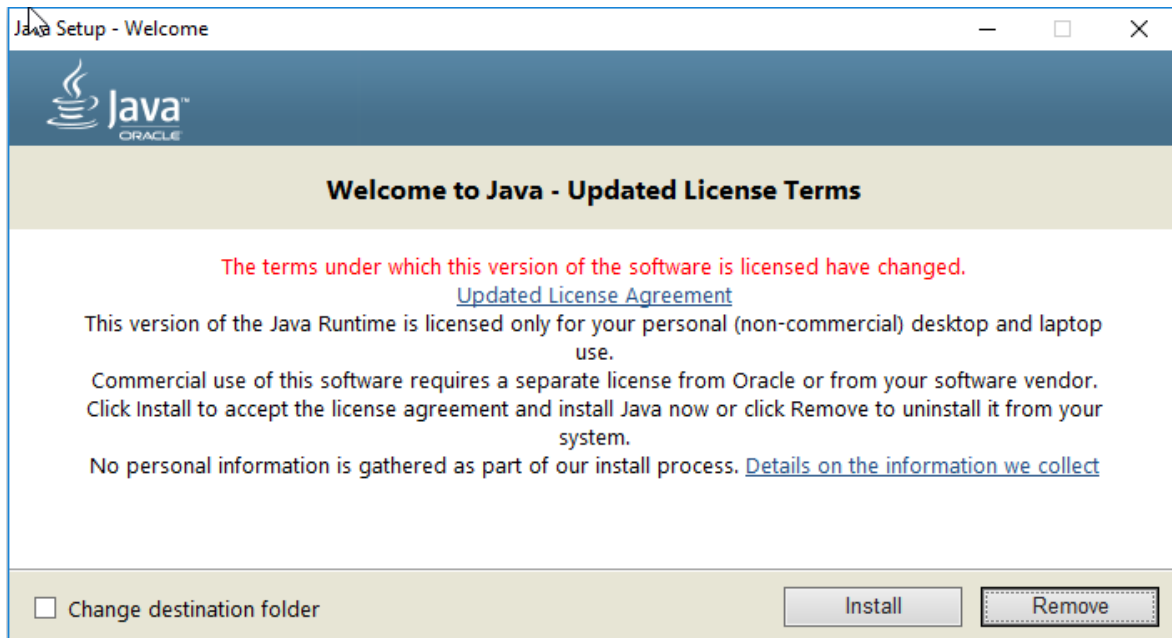 Java Setup - Welcome
Java™
ORACLE
Welcome to Java - Updated License Terms
The terms under which this version of the software is licensed have changed.
Updated License Agreement
This version of the Java Runtime is licensed only for your personal (non-commercial) desktop and laptop
use.
Commercial use of this software requires a separate license from Oracle or from your software vendor.
Click Install to accept the license agreement and install Java now or click Remove to uninstall it from your
system.
No personal information is gathered as part of our install process. Details on the information we collect
Change destination folder
Install
Remove